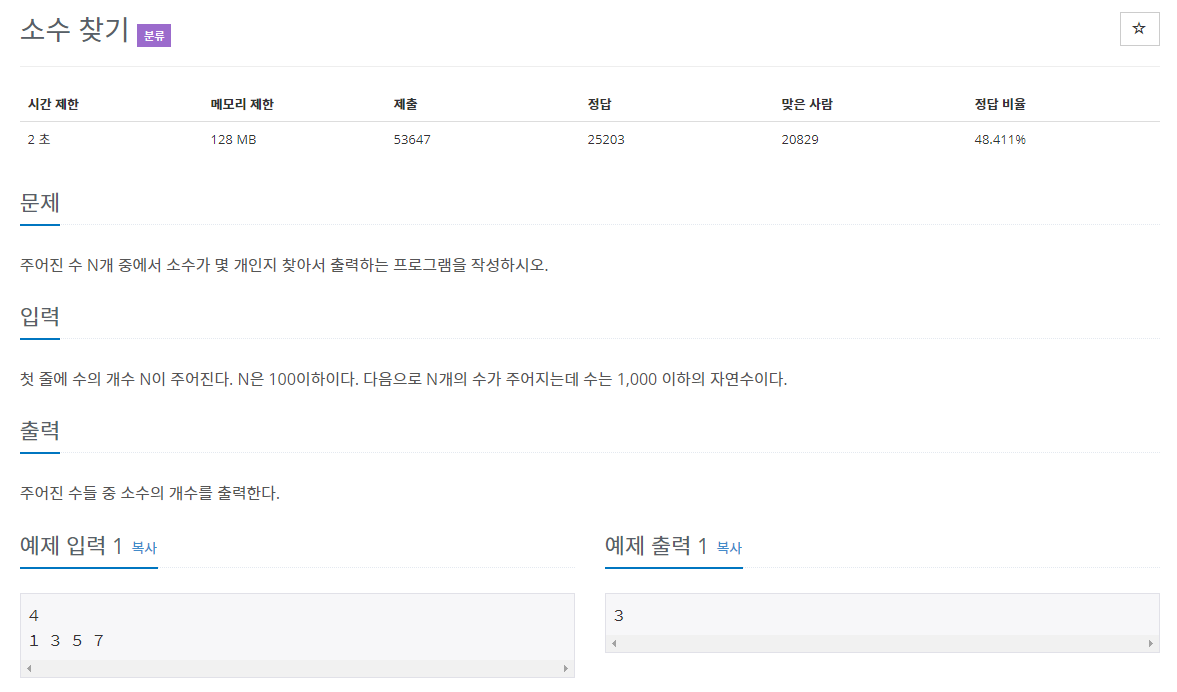 소수 찾기 분류
☆
시간 제한 메모리 제한 제출 정답 맞은 사람 정답 비율
2 초 128 MB 53647 25203 20829 48.411%
문제
주어진 수 N개 중에서 소수가 몇 개인지 찾아서 출력하는 프로그램을 작성하시오.
입력
첫 줄에 수의 개수 N이 주어진다. N은 100이하이다. 다음으로 N개의 수가 주어지는데 수는 1,000 이하의 자연수이다.
출력
주어진 수들 중 소수의 개수를 출력한다.
예제 입력 1 복사
4
1 3 5 7
예제 출력 1 복사
3